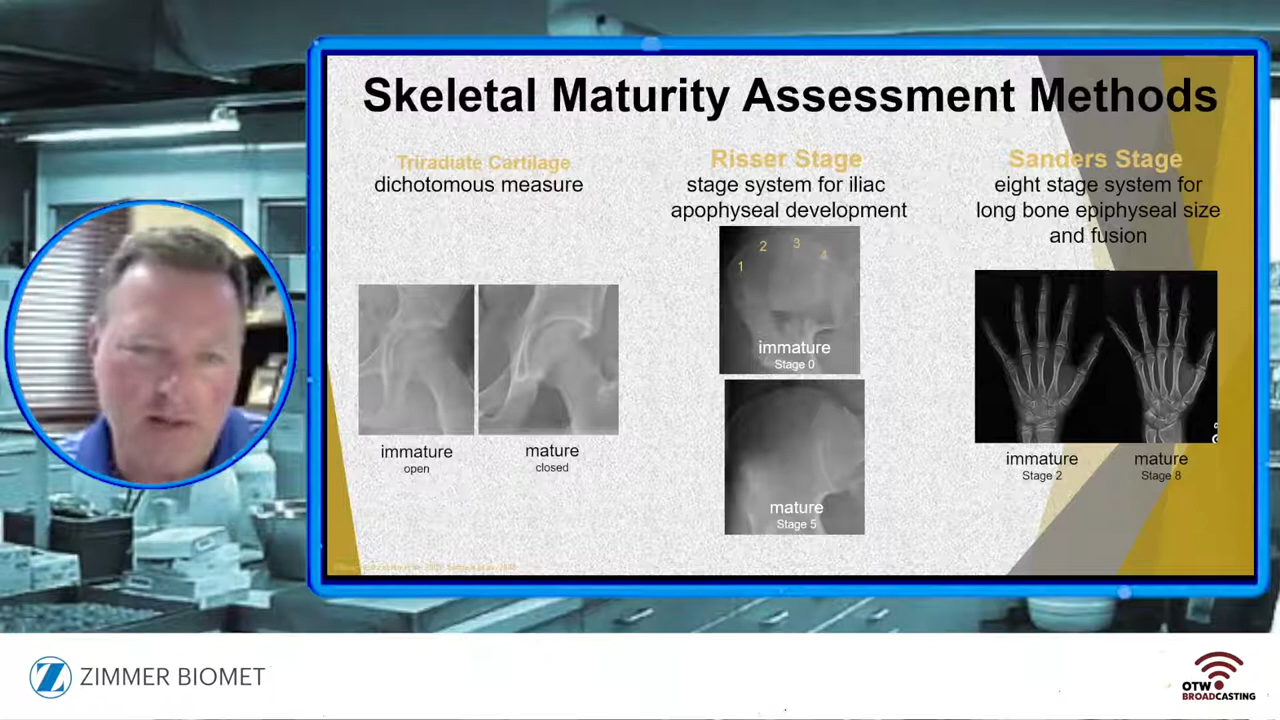 Skeletal Maturity Assessment Methods
Triradiate Cartilage
dichotomous measure
immature
open
mature
closed
Risser Stage
stage system for iliac
apophyseal development
1
2
3
4
immature
Stage 0
mature
Stage 5
Sanders Stage
eight stage system for
long bone epiphyseal size
and fusion
immature
Stage 2
mature
Stage 8
Z ZIMMER BIOMET
OTW
BROADCASTING